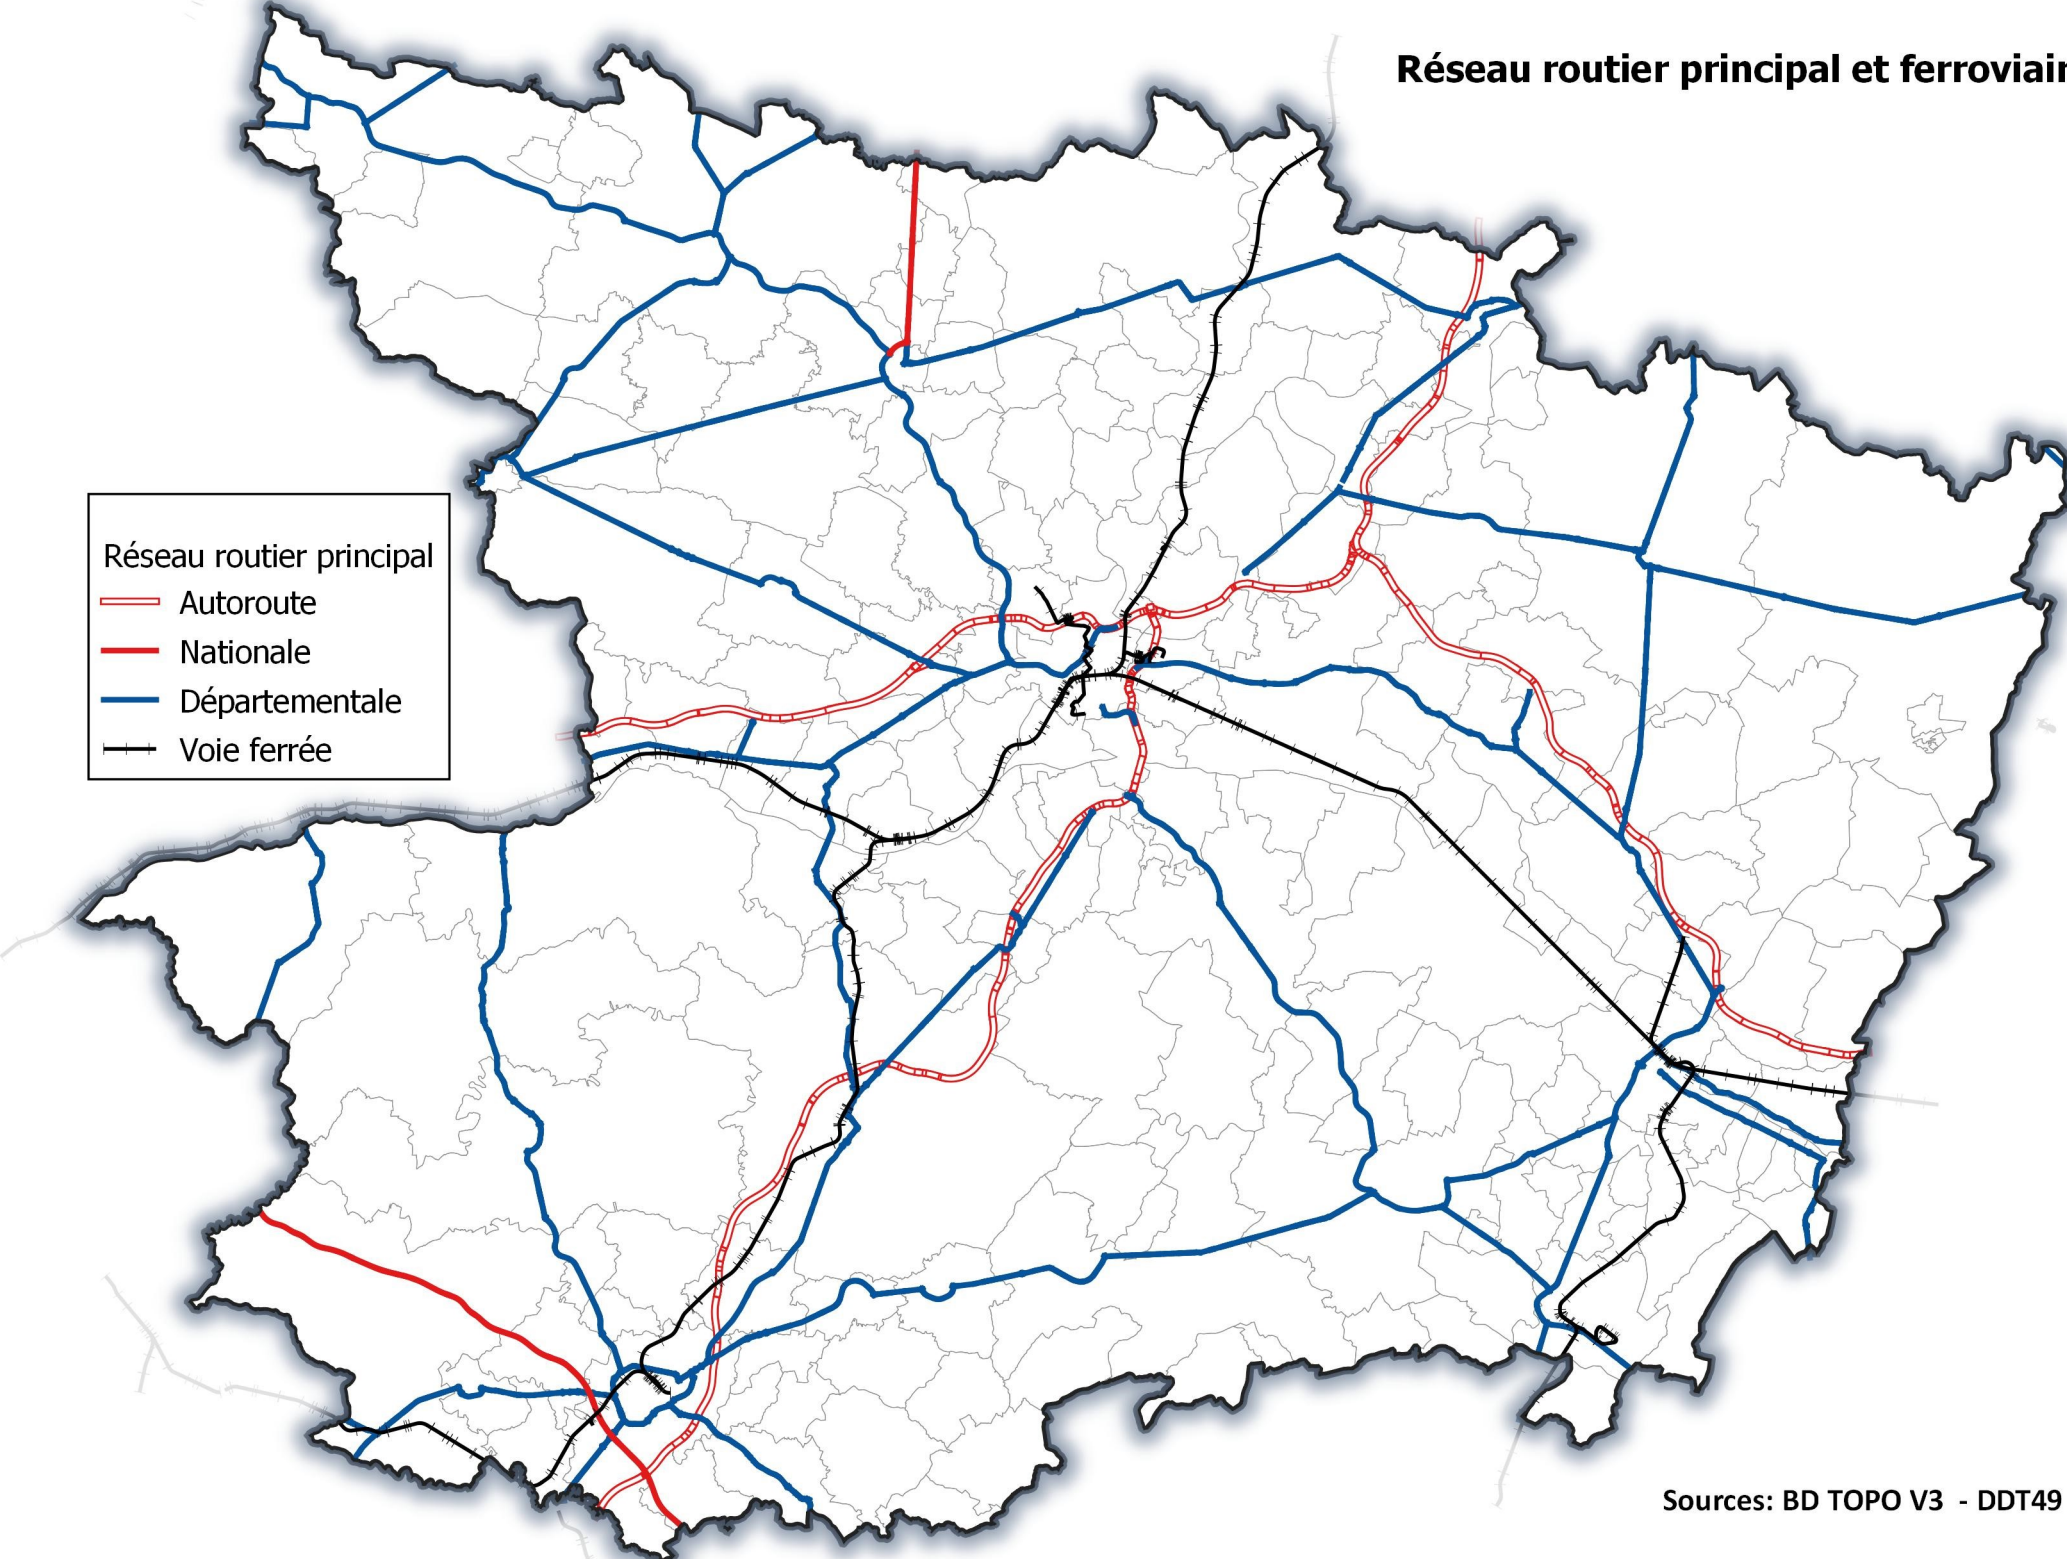 Réseau routier principal et ferroviair
Réseau routier principal
Autoroute
Nationale
Départementale
Voie ferrée
Sources: BD TOPO V3 - DDT49